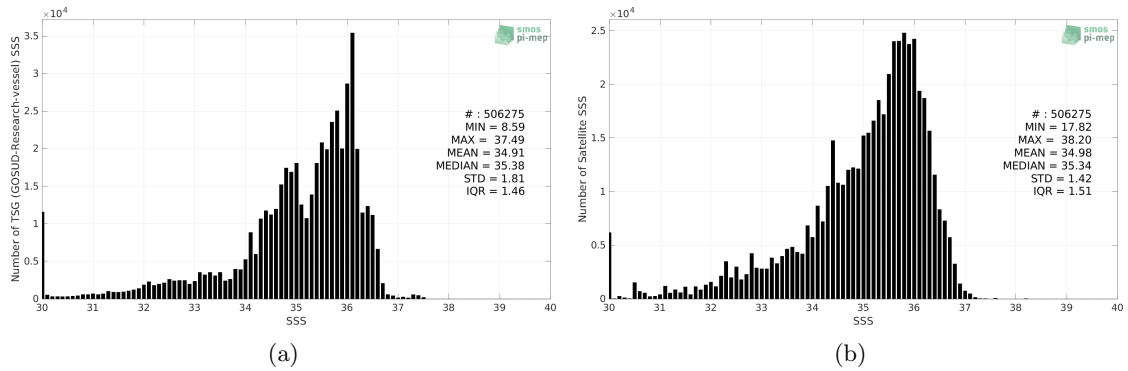 ×10⁴
3.5
3
2.5
2
1.5
1
0.5
0
Number of TSG (GOSUD-Research-vessel) SSS
smos
pi-mep
# : 506275
MIN = 8.59
MAX = 37.49
MEAN = 34.91
MEDIAN = 35.38
STD = 1.81
IQR = 1.46
30 31 32 33 34 35 36 37 38 39 40
SSS
(a)
×10⁴
2.5
2
1.5
1
0.5
0
Number of Satellite SSS
smos
pi-mep
# : 506275
MIN = 17.82
MAX = 38.20
MEAN = 34.98
MEDIAN = 35.34
STD = 1.42
IQR = 1.51
30 31 32 33 34 35 36 37 38 39 40
SSS
(b)